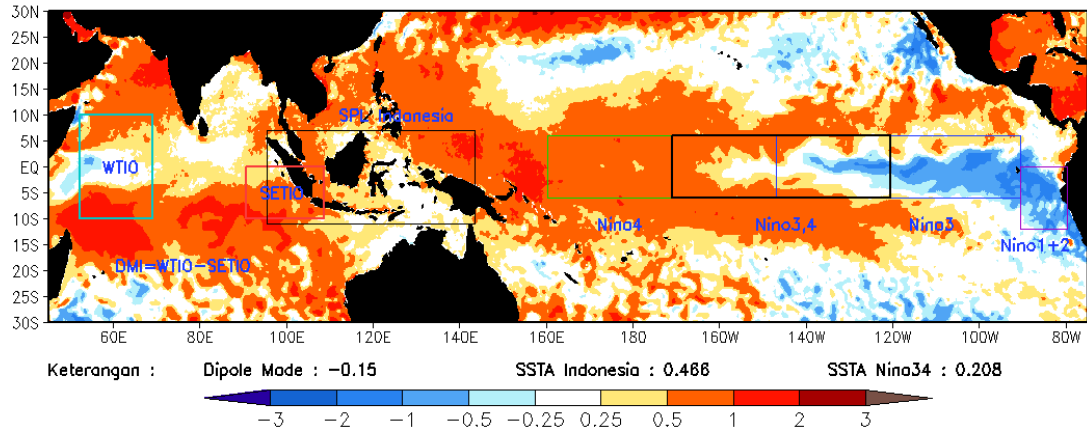 30N
25N
20N
15N
10N
5N
EQ
5S
10S
15S
20S
25S
30S
SPL Indonesia
WTIO
SETIO
Nino4
Nino3,4
Nino3
Nino1+2
DMI=WTIO-SETIO
60E 80E 100E 120E 140E 160E 180 160W 140W 120W 100W 80W
Keterangan : Dipole Mode : -0.15 SSTA Indonesia : 0.466 SSTA Nino34 : 0.208
-3 -2 -1 -0.5 -0.25 0.25 0.5 1 2 3